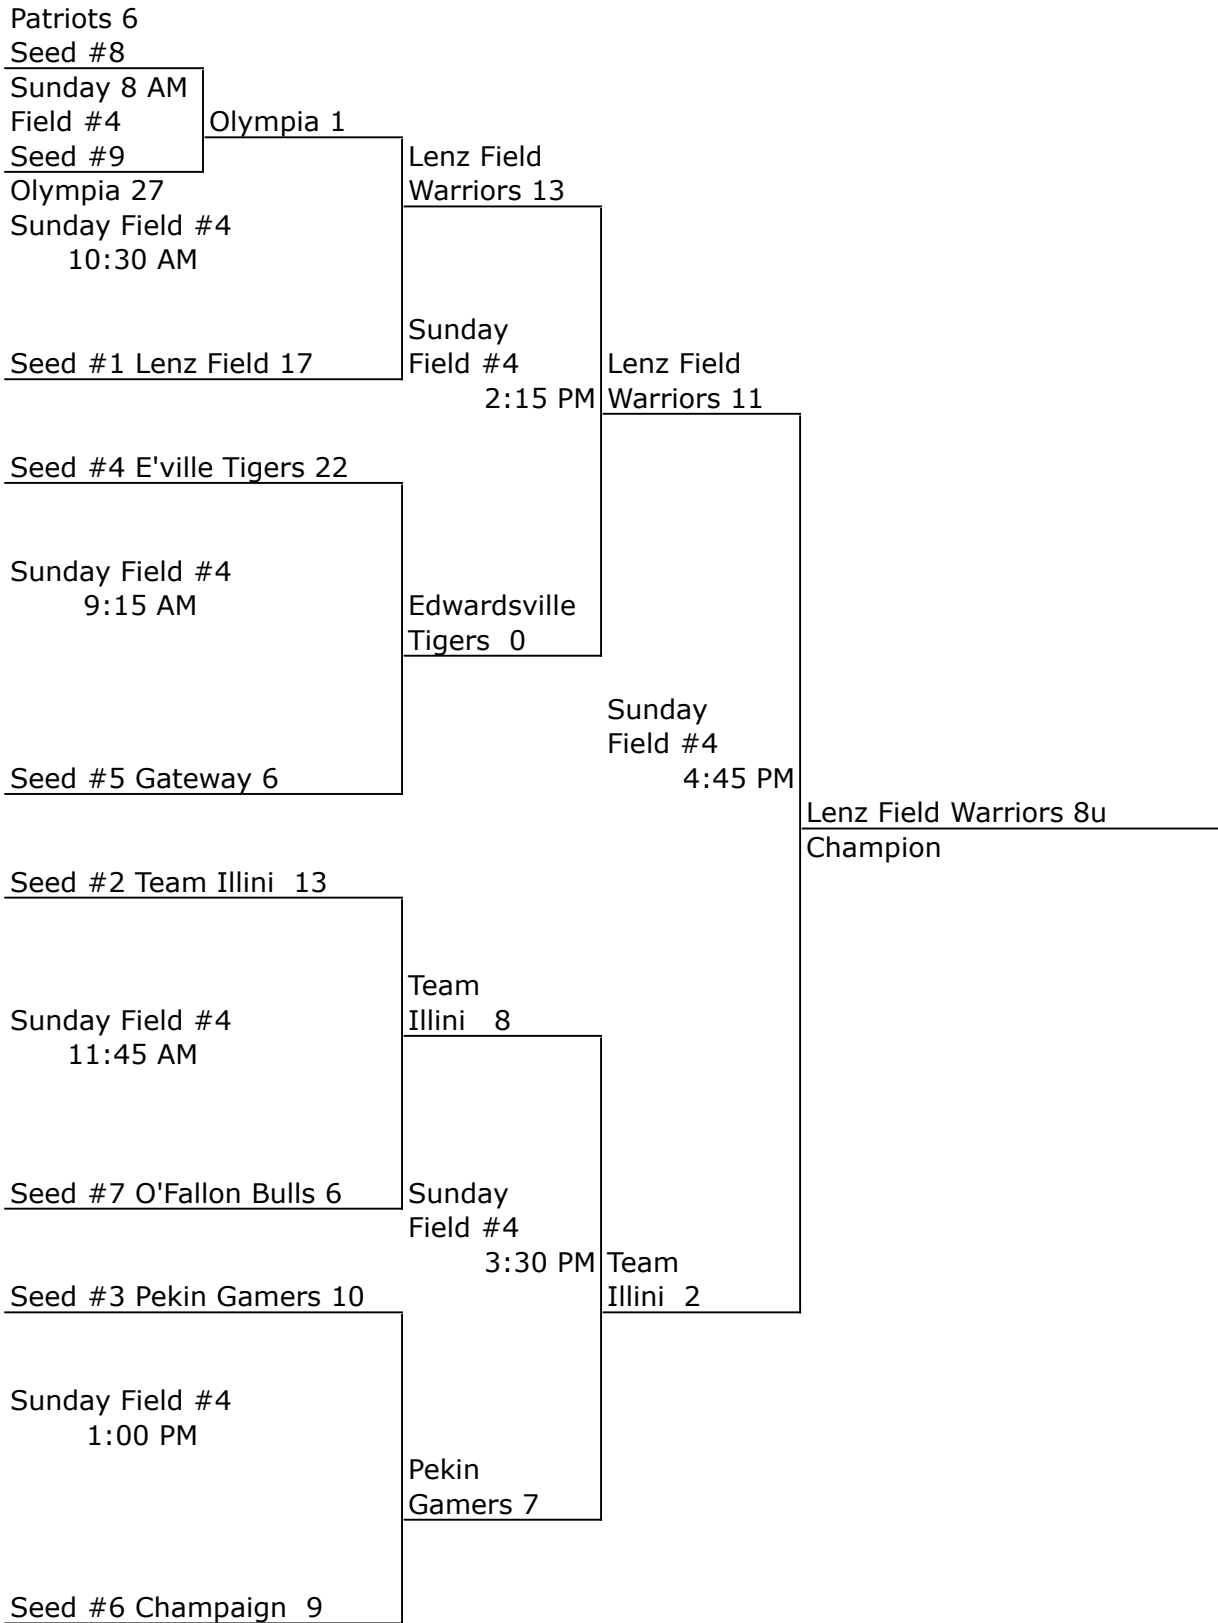 Patriots 6
Seed #8
Sunday 8 AM
Field #4
Olympia 1
Seed #9
Lenz Field
Olympia 27
Warriors 13
Sunday Field #4
10:30 AM
Sunday
Seed #1 Lenz Field 17
Field #4
Lenz Field
2:15 PM
Warriors 11
Seed #4 E'ville Tigers 22
Sunday Field #4
9:15 AM
Edwardsville
Tigers 0
Sunday
Field #4
Seed #5 Gateway 6
4:45 PM
Lenz Field Warriors 8u
Champion
Seed #2 Team Illini 13
Team
Sunday Field #4
Illini 8
11:45 AM
Seed #7 O'Fallon Bulls 6
Sunday
Field #4
3:30 PM
Team
Seed #3 Pekin Gamers 10
Illini 2
Sunday Field #4
1:00 PM
Pekin
Gamers 7
Seed #6 Champaign 9